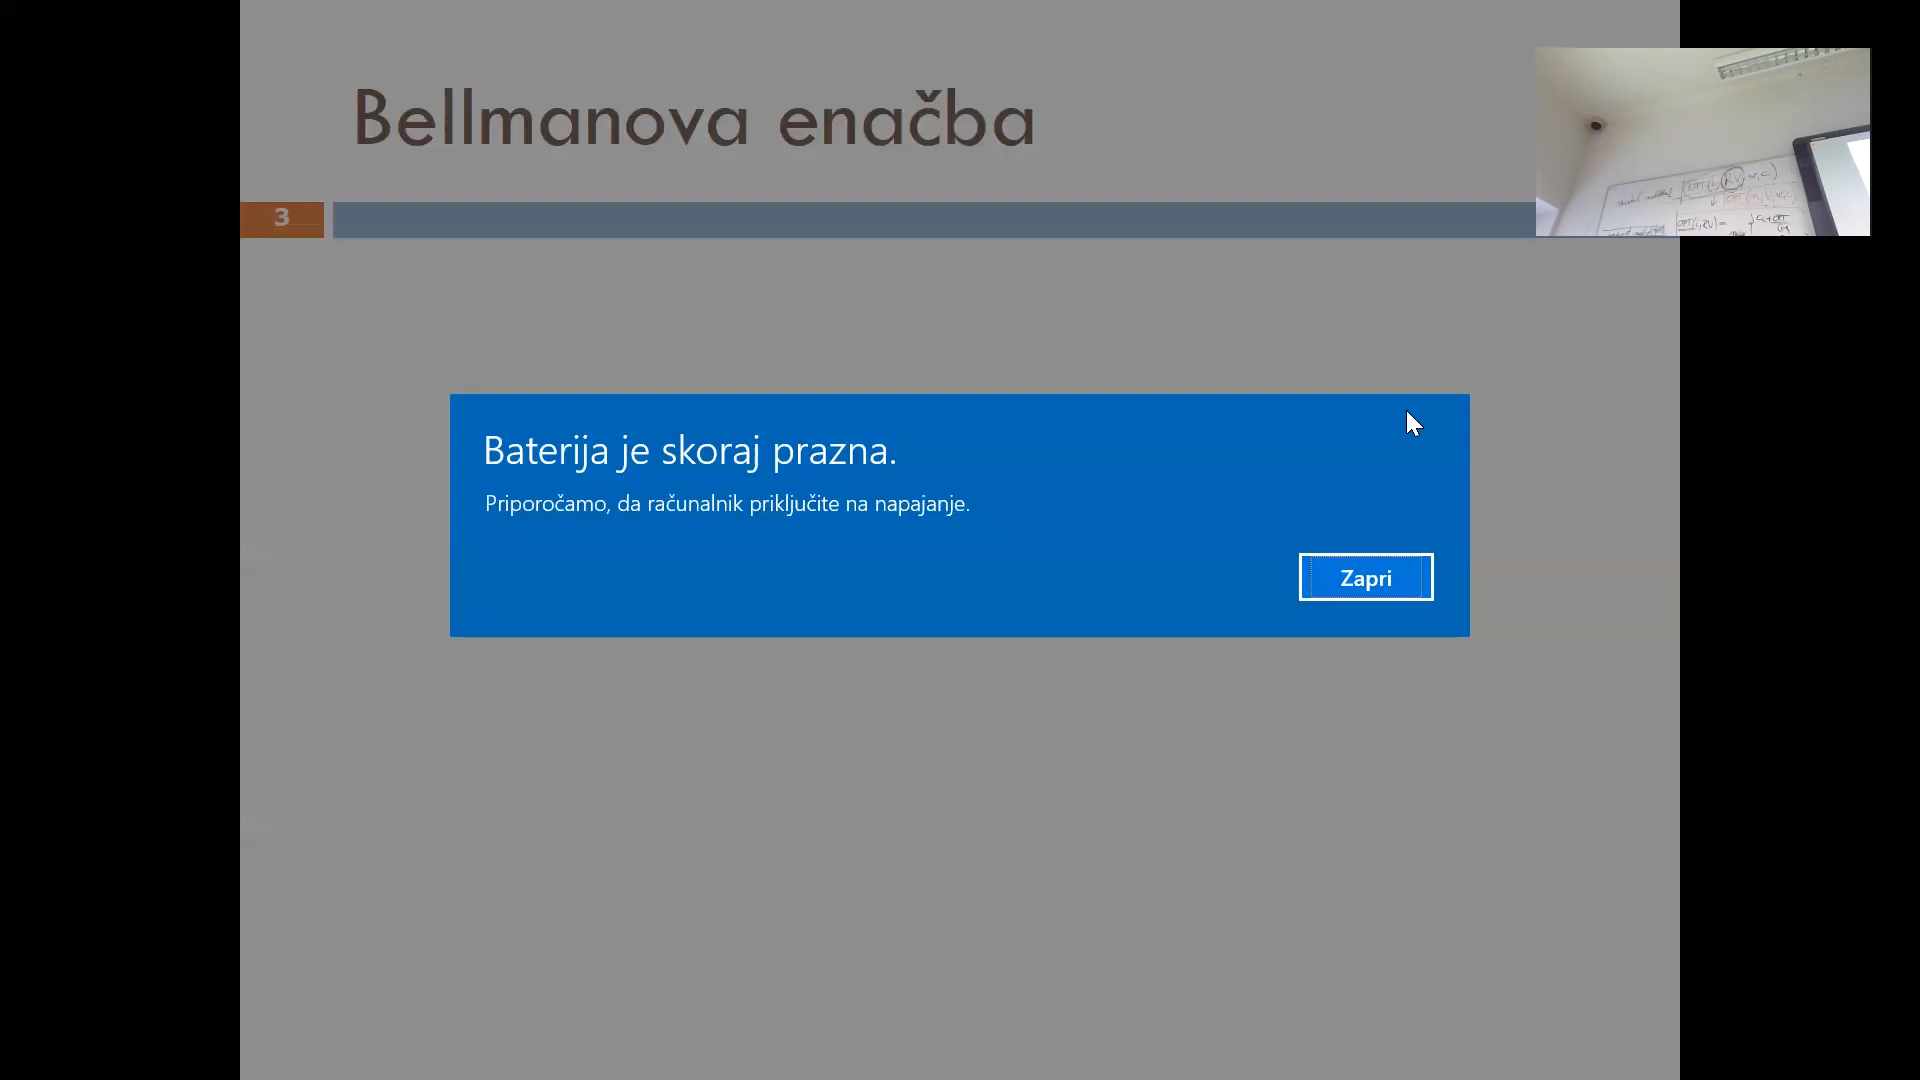 Bellmanova enačba
3
Baterija je skoraj prazna.
Priporočamo, da računalnik priključite na napajanje.
Zapri